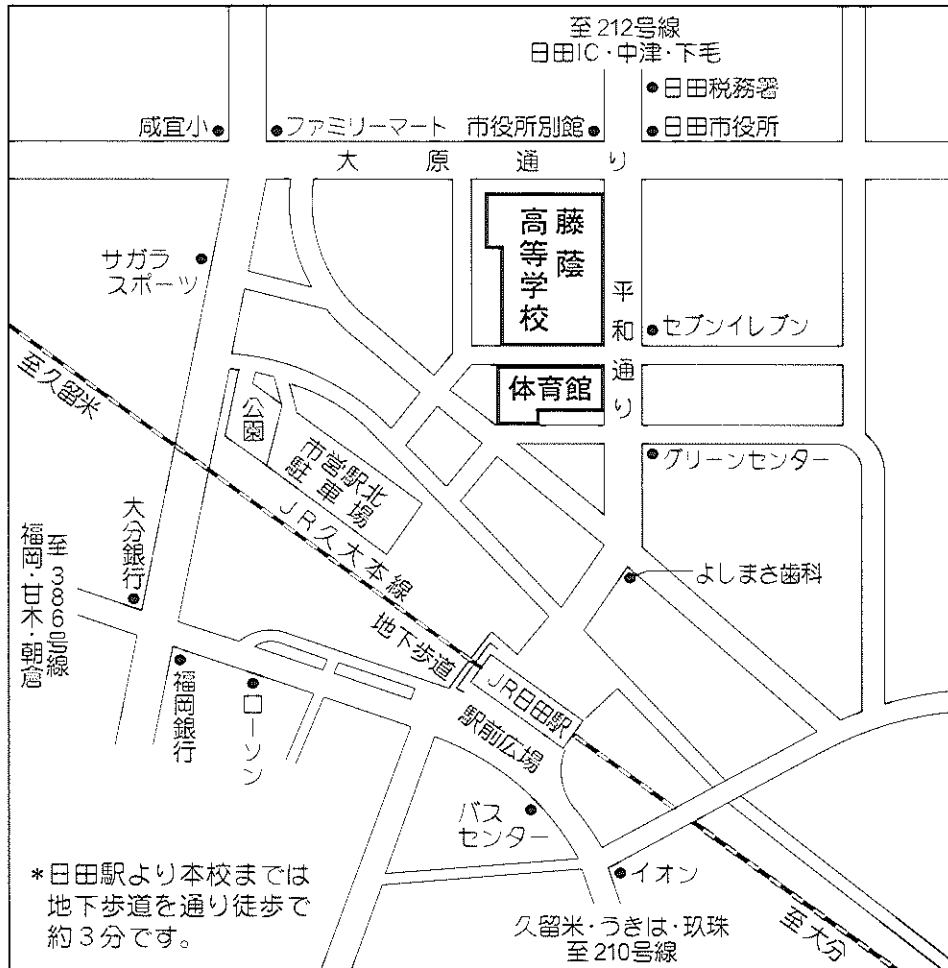 至212号線
日田IC・中津・下毛
日田税務署
咸宜小
ファミリーマート
市役所別館
日田市役所
大原通り
藤蔭
高等学校
サガラ
スポーツ
平和通り
セブンイレブン
至久留米
体育館
公園
市営駅北
駐車場
グリーンセンター
JR久大本線
大分銀行
至386号線
福岡・甘木・朝倉
よしまさ歯科
地下歩道
JR日田駅
福岡銀行
ローソン
駅前広場
バス
センター
イオン
*日田駅より本校までは
地下歩道を通り徒歩で
約3分です。
久留米・うきは・玖珠
至210号線
至大分